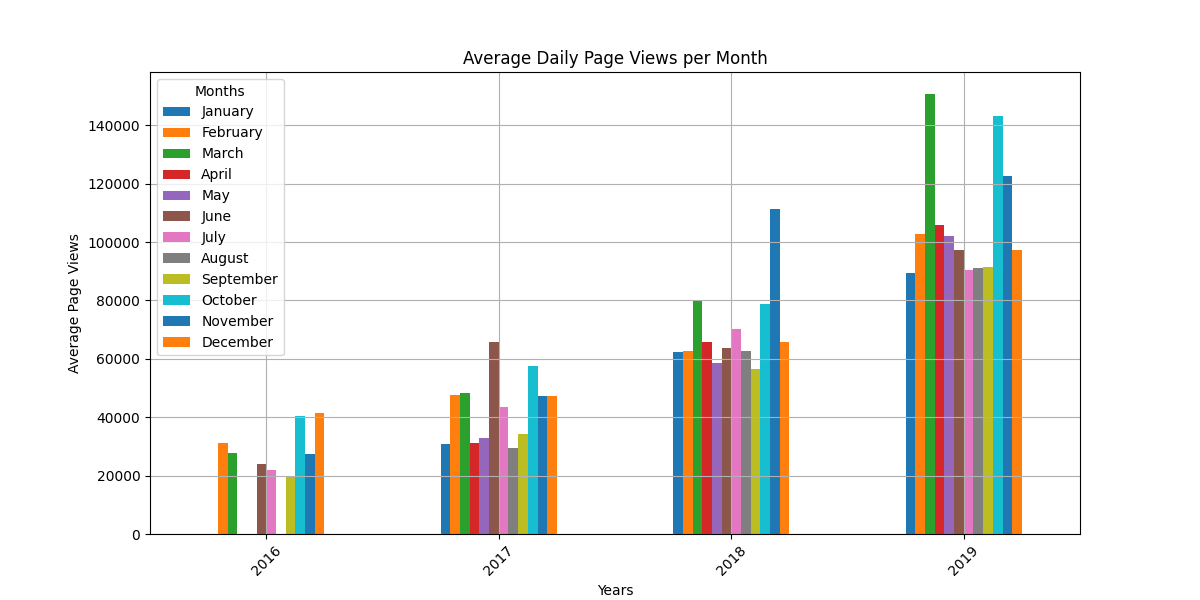 Average Daily Page Views per Month
Average Page Views
140000
120000
100000
80000
60000
40000
20000
0
Months
January
February
March
April
May
June
July
August
September
October
November
December
2016
2017
2018
2019
Years